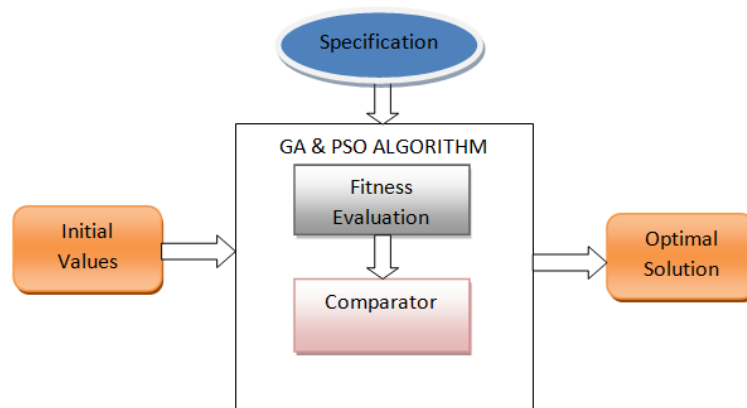 Specification
GA & PSO ALGORITHM
Fitness
Evaluation
Initial
Values
Optimal
Solution
Comparator